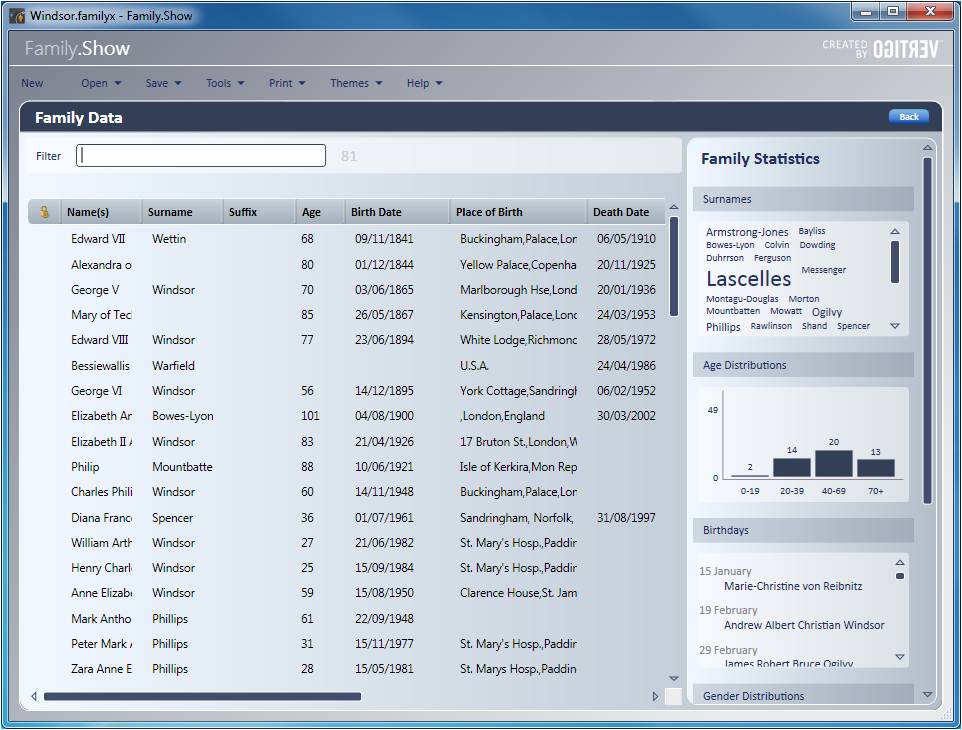 Windsor.familyx - Family.Show
Family.Show
CREATED BY VERTIGO
New Open Save Tools Print Themes Help
Family Data Back
Filter 81
Name(s) Surname Suffix Age Birth Date Place of Birth Death Date
Edward VII Wettin 68 09/11/1841 Buckingham,Palace,Lon 06/05/1910
Alexandra o 80 01/12/1844 Yellow Palace,Copenha 20/11/1925
George V Windsor 70 03/06/1865 Marlborough Hse,Lond 20/01/1936
Mary of Tec 85 26/05/1867 Kensington,Palace,Lonc 24/03/1953
Edward VIII Windsor 77 23/06/1894 White Lodge,Richmonc 28/05/1972
Bessiewallis Warfield U.S.A. 24/04/1986
George VI Windsor 56 14/12/1895 York Cottage,Sandringh 06/02/1952
Elizabeth Ar Bowes-Lyon 101 04/08/1900 ,London,England 30/03/2002
Elizabeth II A Windsor 83 21/04/1926 17 Bruton St.,London,W
Philip Mountbatte 88 10/06/1921 Isle of Kerkira,Mon Rep
Charles Phili Windsor 60 14/11/1948 Buckingham,Palace,Lon
Diana Franc Spencer 36 01/07/1961 Sandringham, Norfolk, 31/08/1997
William Arth Windsor 27 21/06/1982 St. Mary's Hosp.,Paddin
Henry Charl Windsor 25 15/09/1984 St. Mary's Hosp.,Paddin
Anne Elizabe Windsor 59 15/08/1950 Clarence House,St. Jam
Mark Antho Phillips 61 22/09/1948
Peter Mark A Phillips 31 15/11/1977 St. Mary's Hosp.,Paddin
Zara Anne E Phillips 28 15/05/1981 St. Marys Hosp.,Paddin
Family Statistics
Surnames
Armstrong-Jones Bayliss
Bowes-Lyon Colvin Dowding
Duhrrson Ferguson
Lascelles Messenger
Montagu-Douglas Morton
Mountbatten Mowatt Ogilvy
Phillips Rawlinson Shand Spencer
Age Distributions
49
0
2 14 20 13
0-19 20-39 40-69 70+
Birthdays
15 January
Marie-Christine von Reibnitz
19 February
Andrew Albert Christian Windsor
29 February
James Robert Bruce Ogilvy
Gender Distributions